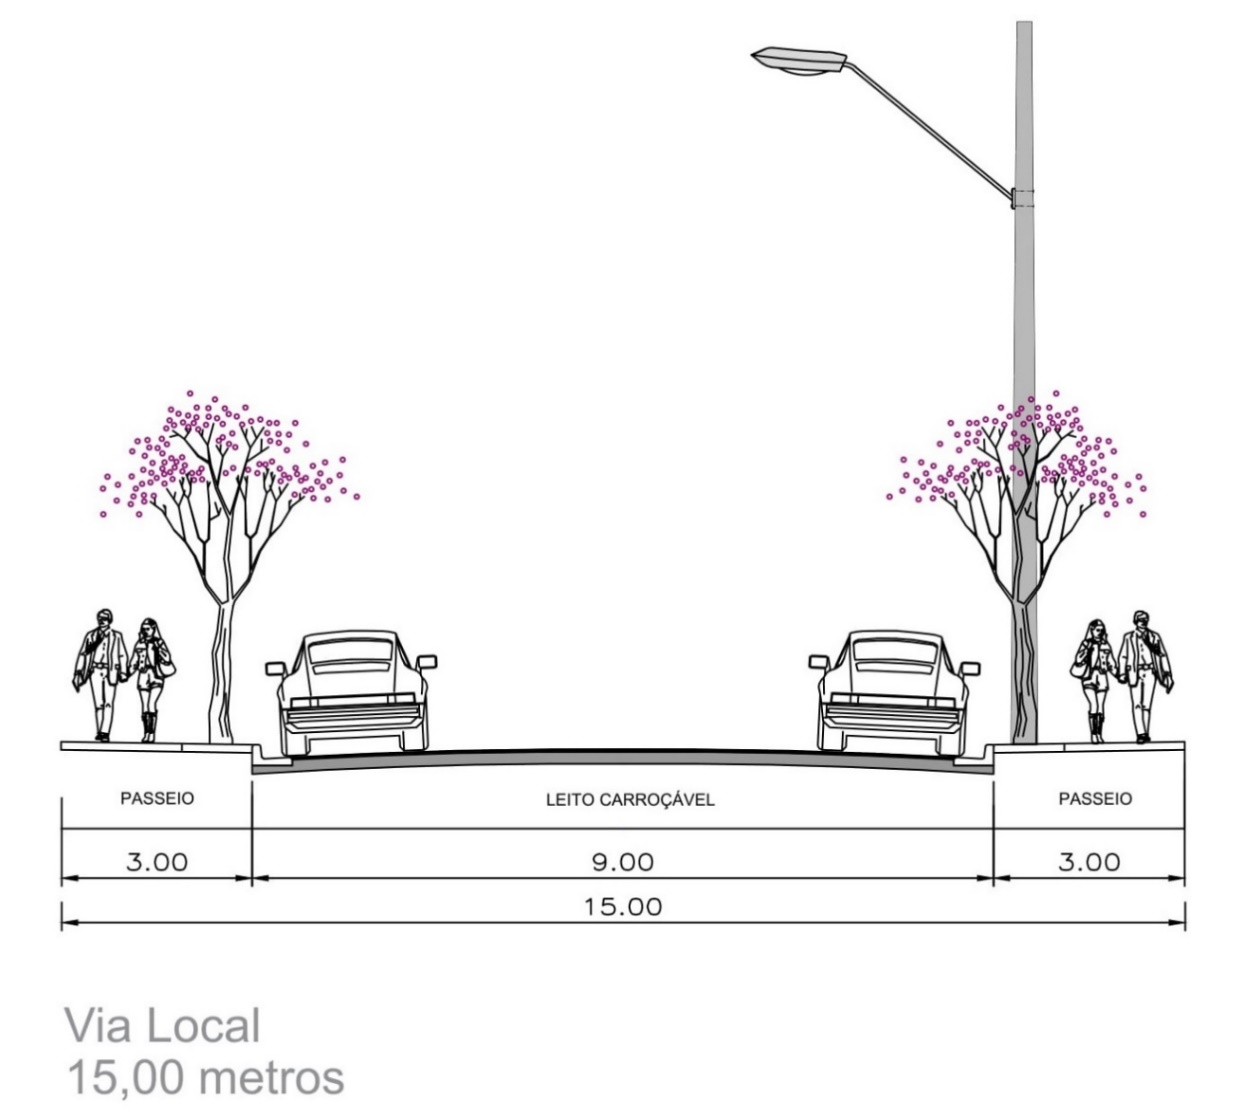 PASSEIO LEITO CARROÇÁVEL PASSEIO
3.00 9.00 3.00
15.00
Via Local
15,00 metros